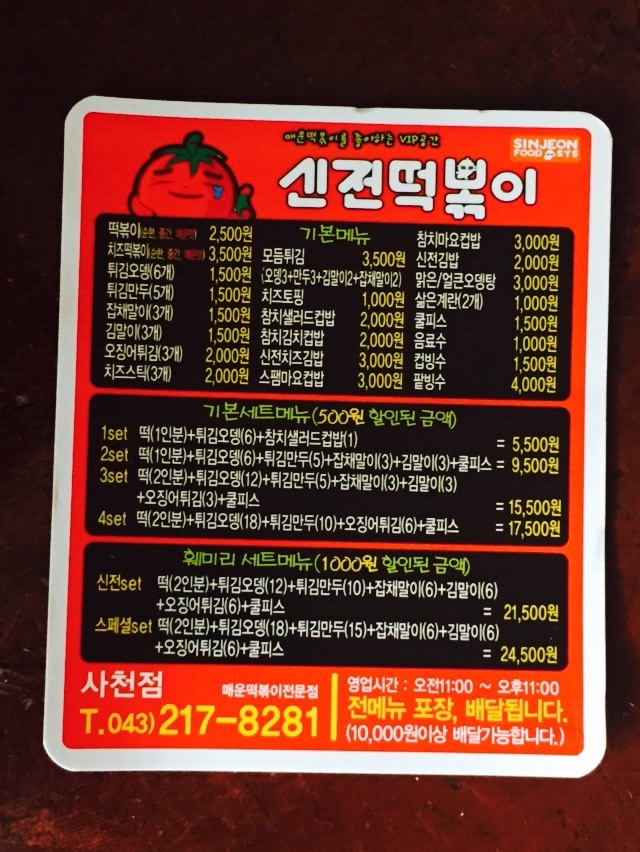 매운떡볶이를 좋아하는 VIP공간
SINJEON
FOOD SYS
신전떡볶이
기본메뉴
떡볶이(순한, 중간, 매운맛) 2,500원
치즈떡볶이(순한, 중간, 매운맛) 3,500원
튀김오뎅(6개) 1,500원
튀김만두(5개) 1,500원
잡채말이(3개) 1,500원
김말이(3개) 1,500원
오징어튀김(3개) 2,000원
치즈스틱(3개) 2,000원
모듬튀김 3,500원
(오뎅3+만두3+김말이2+잡채말이2)
치즈토핑 1,000원
참치샐러드컵밥 2,000원
참치김치컵밥 2,000원
신전치즈김밥 3,000원
스팸마요컵밥 3,000원
참치마요컵밥 3,000원
신전김밥 2,000원
맑은/얼큰오뎅탕 3,000원
삶은계란(2개) 1,000원
쿨피스 1,500원
음료수 1,000원
컵빙수 1,500원
팥빙수 4,000원
기본세트메뉴(500원 할인된 금액)
1set 떡(1인분)+튀김오뎅(6)+참치샐러드컵밥(1) = 5,500원
2set 떡(1인분)+튀김오뎅(6)+튀김만두(5)+잡채말이(3)+김말이(3)+쿨피스 = 9,500원
3set 떡(2인분)+튀김오뎅(12)+튀김만두(5)+잡채말이(3)+김말이(3)
+오징어튀김(3)+쿨피스 = 15,500원
4set 떡(2인분)+튀김오뎅(18)+튀김만두(10)+오징어튀김(6)+쿨피스 = 17,500원
훼미리 세트메뉴(1000원 할인된 금액)
신전set 떡(2인분)+튀김오뎅(12)+튀김만두(10)+잡채말이(6)+김말이(6)
+오징어튀김(6)+쿨피스 = 21,500원
스페셜set 떡(2인분)+튀김오뎅(18)+튀김만두(15)+잡채말이(6)+김말이(6)
+오징어튀김(6)+쿨피스 = 24,500원
사천점 매운떡볶이전문점
T.043)217-8281
영업시간 : 오전11:00 ~ 오후11:00
전메뉴 포장, 배달됩니다.
(10,000원이상 배달가능합니다.)